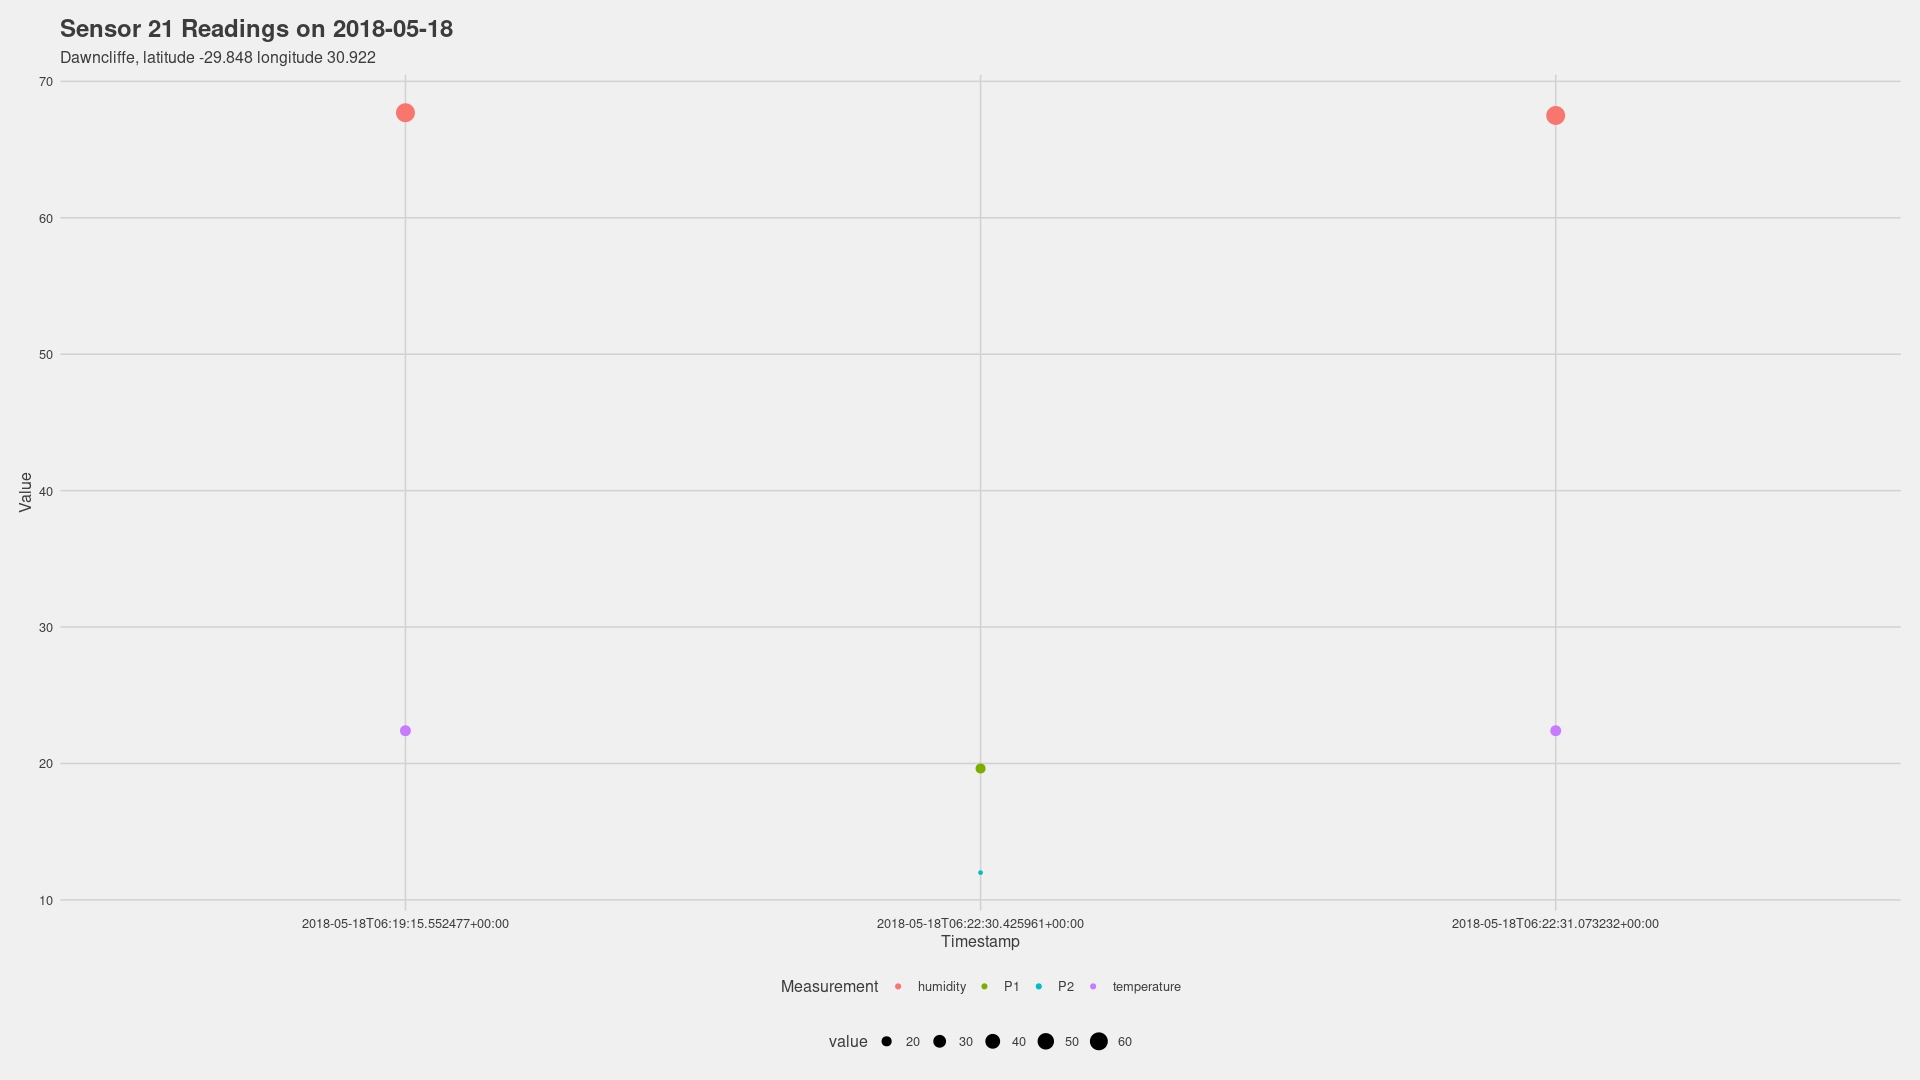 Sensor 21 Readings on 2018-05-18
Dawncliffe, latitude -29.848 longitude 30.922
70
60
50
40
30
20
10
Value
2018-05-18T06:19:15.552477+00:00 2018-05-18T06:22:30.425961+00:00 2018-05-18T06:22:31.073232+00:00
Timestamp
Measurement humidity P1 P2 temperature
value 20 30 40 50 60